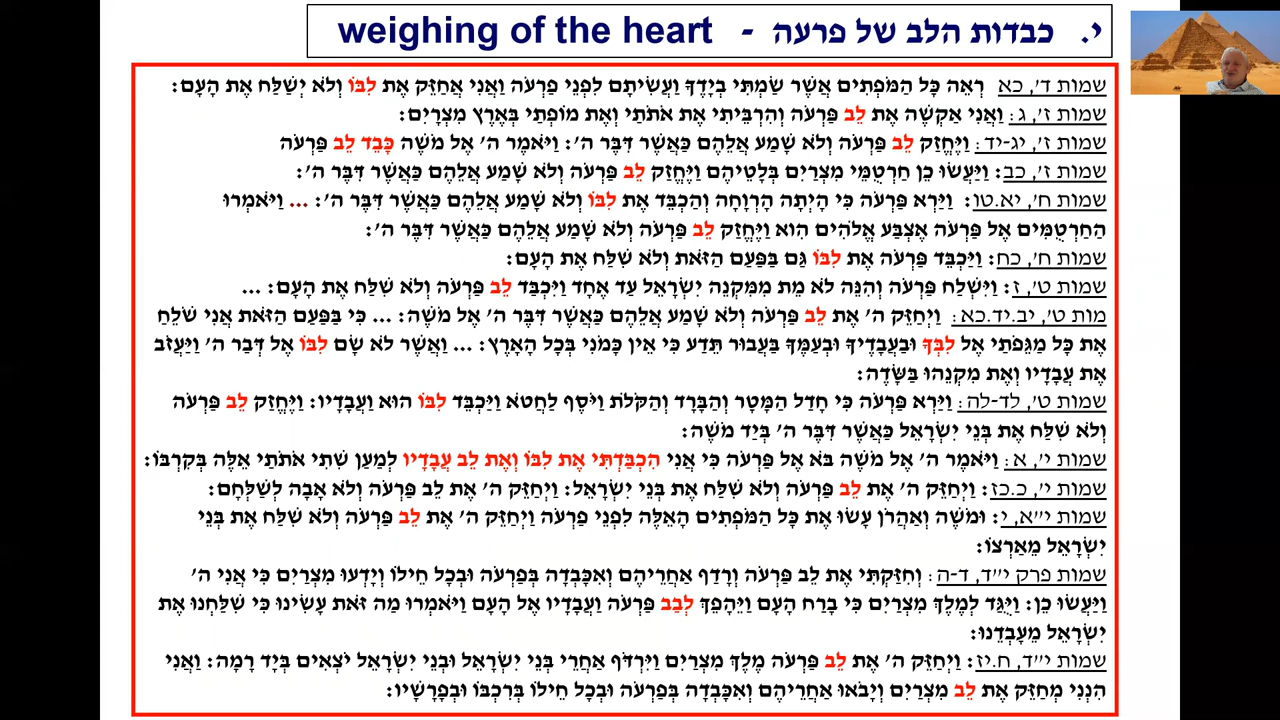 י. כבדות הלב של פרעה - weighing of the heart
שמות ד', כא רְאֵה כָּל הַמֹּפְתִים אֲשֶׁר שַׂמְתִּי בְיָדֶךָ וַעֲשִׂיתָם לִפְנֵי פַרְעֹה וַאֲנִי אֲחַזֵּק אֶת לִבּוֹ וְלֹא יְשַׁלַּח אֶת הָעָם:
שמות ז', ג: וַאֲנִי אַקְשֶׁה אֶת לֵב פַּרְעֹה וְהִרְבֵּיתִי אֶת אֹתֹתַי וְאֶת מוֹפְתַי בְּאֶרֶץ מִצְרָיִם:
שמות ז', יג-יד: וַיֶּחֱזַק לֵב פַּרְעֹה וְלֹא שָׁמַע אֲלֵהֶם כַּאֲשֶׁר דִּבֶּר ה': וַיֹּאמֶר ה' אֶל מֹשֶׁה כָּבֵד לֵב פַּרְעֹה
שמות ז', כב: וַיַּעֲשׂוּ כֵן חַרְטֻמֵּי מִצְרַיִם בְּלָטֵיהֶם וַיֶּחֱזַק לֵב פַּרְעֹה וְלֹא שָׁמַע אֲלֵהֶם כַּאֲשֶׁר דִּבֶּר ה':
שמות ח', יא.טו: וַיַּרְא פַּרְעֹה כִּי הָיְתָה הָרְוָחָה וְהַכְבֵּד אֶת לִבּוֹ וְלֹא שָׁמַע אֲלֵהֶם כַּאֲשֶׁר דִּבֶּר ה': ... וַיֹּאמְרוּ
הַחַרְטֻמִּים אֶל פַּרְעֹה אֶצְבַּע אֱלֹהִים הִוא וַיֶּחֱזַק לֵב פַּרְעֹה וְלֹא שָׁמַע אֲלֵהֶם כַּאֲשֶׁר דִּבֶּר ה':
שמות ח', כח: וַיַּכְבֵּד פַּרְעֹה אֶת לִבּוֹ גַּם בַּפַּעַם הַזֹּאת וְלֹא שִׁלַּח אֶת הָעָם:
שמות ט', ז: וַיִּשְׁלַח פַּרְעֹה וְהִנֵּה לֹא מֵת מִמִּקְנֵה יִשְׂרָאֵל עַד אֶחָד וַיִּכְבַּד לֵב פַּרְעֹה וְלֹא שִׁלַּח אֶת הָעָם: ...
מות ט', יב.יד.כא: וַיְחַזֵּק ה' אֶת לֵב פַּרְעֹה וְלֹא שָׁמַע אֲלֵהֶם כַּאֲשֶׁר דִּבֶּר ה' אֶל מֹשֶׁה: ... כִּי בַּפַּעַם הַזֹּאת אֲנִי שֹׁלֵחַ
אֶת כָּל מַגֵּפֹתַי אֶל לִבְּךָ וּבַעֲבָדֶיךָ וּבְעַמֶּךָ בַּעֲבוּר תֵּדַע כִּי אֵין כָּמֹנִי בְּכָל הָאָרֶץ: ... וַאֲשֶׁר לֹא שָׂם לִבּוֹ אֶל דְּבַר ה' וַיַּעֲזֹב
אֶת עֲבָדָיו וְאֶת מִקְנֵהוּ בַּשָּׂדֶה:
שמות ט', לד-לה: וַיַּרְא פַּרְעֹה כִּי חָדַל הַמָּטָר וְהַבָּרָד וְהַקֹּלֹת וַיֹּסֶף לַחֲטֹא וַיַּכְבֵּד לִבּוֹ הוּא וַעֲבָדָיו: וַיֶּחֱזַק לֵב פַּרְעֹה
וְלֹא שִׁלַּח אֶת בְּנֵי יִשְׂרָאֵל כַּאֲשֶׁר דִּבֶּר ה' בְּיַד מֹשֶׁה:
שמות י', א: וַיֹּאמֶר ה' אֶל מֹשֶׁה בֹּא אֶל פַּרְעֹה כִּי אֲנִי הִכְבַּדְתִּי אֶת לִבּוֹ וְאֶת לֵב עֲבָדָיו לְמַעַן שִׁתִי אֹתֹתַי אֵלֶּה בְּקִרְבּוֹ:
שמות י', כ.כז: וַיְחַזֵּק ה' אֶת לֵב פַּרְעֹה וְלֹא שִׁלַּח אֶת בְּנֵי יִשְׂרָאֵל: וַיְחַזֵּק ה' אֶת לֵב פַּרְעֹה וְלֹא אָבָה לְשַׁלְּחָם:
שמות י"א, י: וּמֹשֶׁה וְאַהֲרֹן עָשׂוּ אֶת כָּל הַמֹּפְתִים הָאֵלֶּה לִפְנֵי פַרְעֹה וַיְחַזֵּק ה' אֶת לֵב פַּרְעֹה וְלֹא שִׁלַּח אֶת בְּנֵי
יִשְׂרָאֵל מֵאַרְצוֹ:
שמות פרק י"ד, ד-ה: וְחִזַּקְתִּי אֶת לֵב פַּרְעֹה וְרָדַף אַחֲרֵיהֶם וְאִכָּבְדָה בְּפַרְעֹה וּבְכָל חֵילוֹ וְיָדְעוּ מִצְרַיִם כִּי אֲנִי ה'
וַיַּעֲשׂוּ כֵן: וַיֻּגַּד לְמֶלֶךְ מִצְרַיִם כִּי בָרַח הָעָם וַיֵּהָפֵךְ לְבַב פַּרְעֹה וַעֲבָדָיו אֶל הָעָם וַיֹּאמְרוּ מַה זֹּאת עָשִׂינוּ כִּי שִׁלַּחְנוּ אֶת
יִשְׂרָאֵל מֵעָבְדֵנוּ:
שמות י"ד, ח.יז: וַיְחַזֵּק ה' אֶת לֵב פַּרְעֹה מֶלֶךְ מִצְרַיִם וַיִּרְדֹּף אַחֲרֵי בְּנֵי יִשְׂרָאֵל וּבְנֵי יִשְׂרָאֵל יֹצְאִים בְּיָד רָמָה: וַאֲנִי
הִנְנִי מְחַזֵּק אֶת לֵב מִצְרַיִם וְיָבֹאוּ אַחֲרֵיהֶם וְאִכָּבְדָה בְּפַרְעֹה וּבְכָל חֵילוֹ בְּרִכְבּוֹ וּבְפָרָשָׁיו: